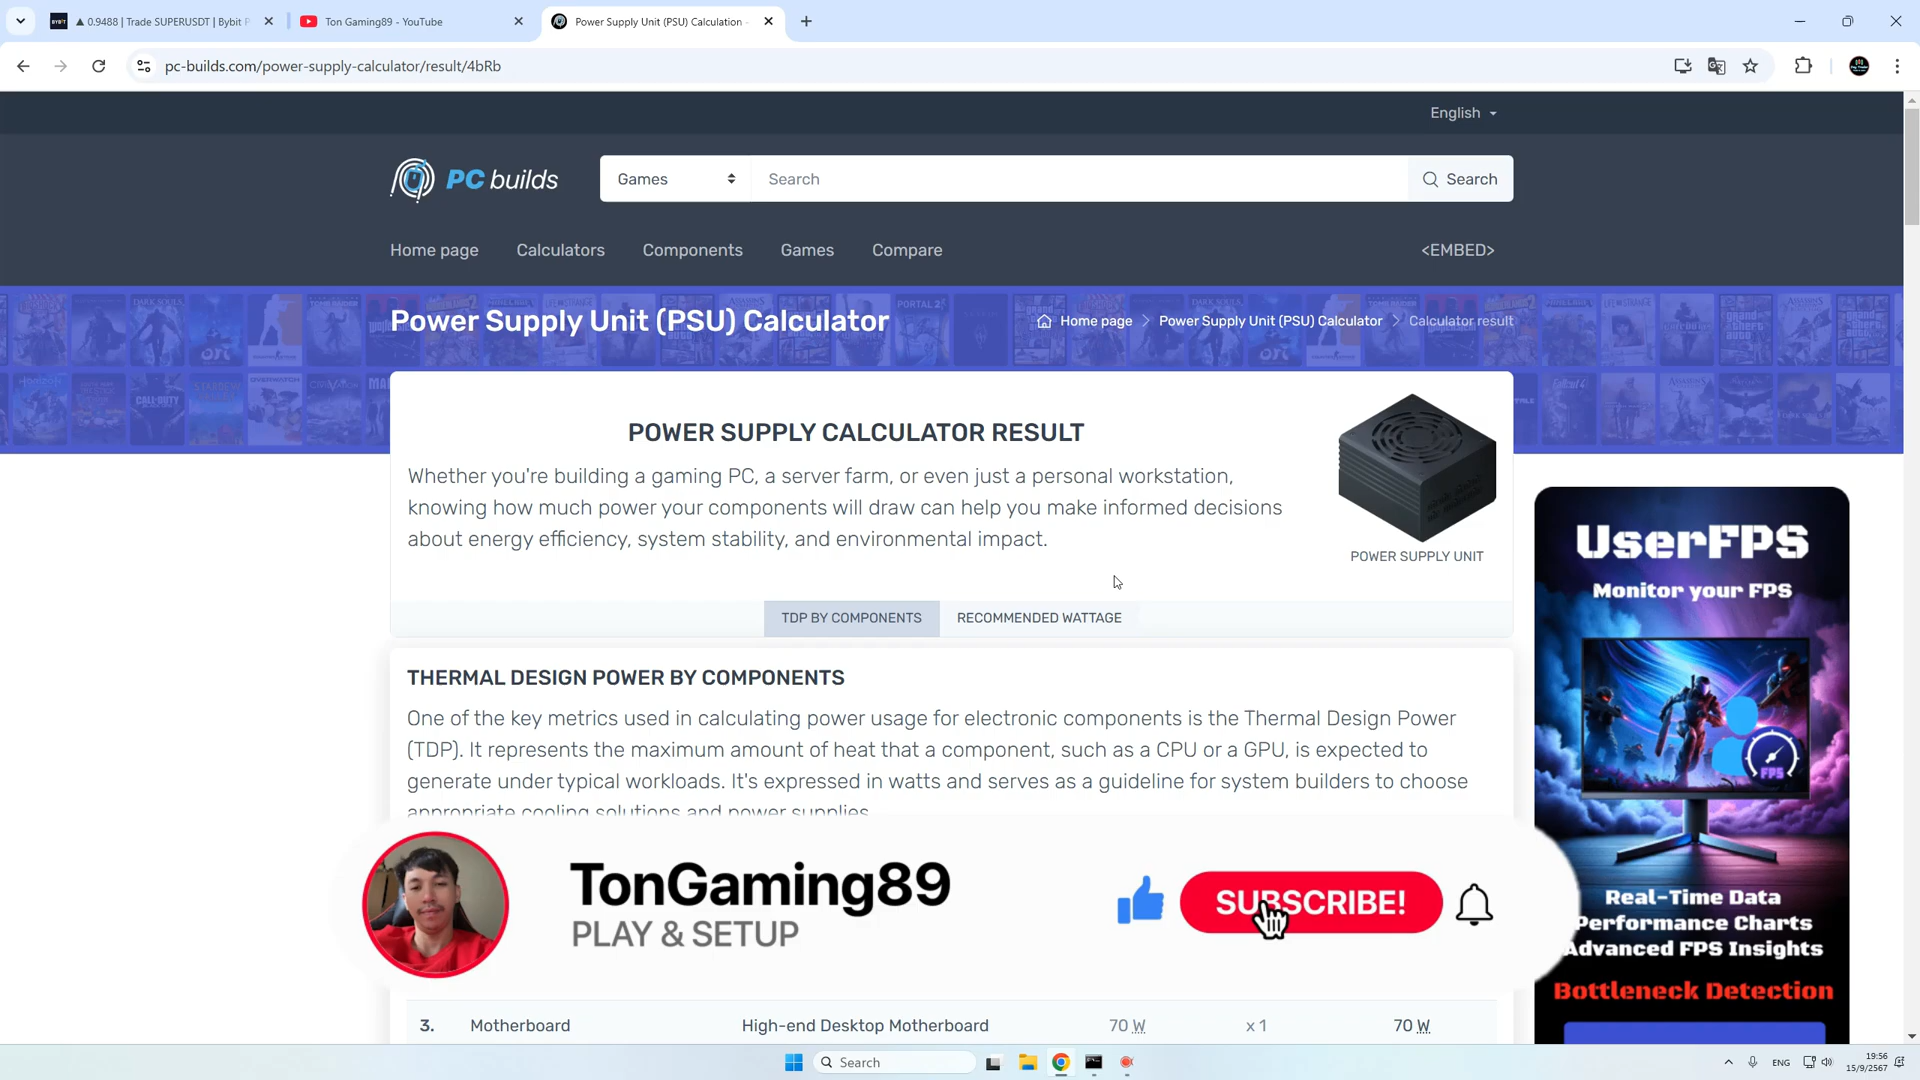 ▲ 0.9488 | Trade SUPERUSDT | Bybit P
Ton Gaming89 - YouTube
Power Supply Unit (PSU) Calculation -
pc-builds.com/power-supply-calculator/result/4bRb
English
PC builds
Games
Search
Search
Home page
Calculators
Components
Games
Compare
<EMBED>
Power Supply Unit (PSU) Calculator
Home page
Power Supply Unit (PSU) Calculator
Calculator result
POWER SUPPLY CALCULATOR RESULT
Whether you're building a gaming PC, a server farm, or even just a personal workstation,
knowing how much power your components will draw can help you make informed decisions
about energy efficiency, system stability, and environmental impact.
POWER SUPPLY UNIT
TDP BY COMPONENTS
RECOMMENDED WATTAGE
THERMAL DESIGN POWER BY COMPONENTS
One of the key metrics used in calculating power usage for electronic components is the Thermal Design Power
(TDP). It represents the maximum amount of heat that a component, such as a CPU or a GPU, is expected to
generate under typical workloads. It's expressed in watts and serves as a guideline for system builders to choose
appropriate cooling solutions and power supplies.
UserFPS
Monitor your FPS
FPS
Real-Time Data
Performance Charts
Advanced FPS Insights
Bottleneck Detection
TonGaming89
PLAY & SETUP
SUBSCRIBE!
3. Motherboard High-end Desktop Motherboard 70 W x 1 70 W
Search
ENG
19:56
15/9/2567